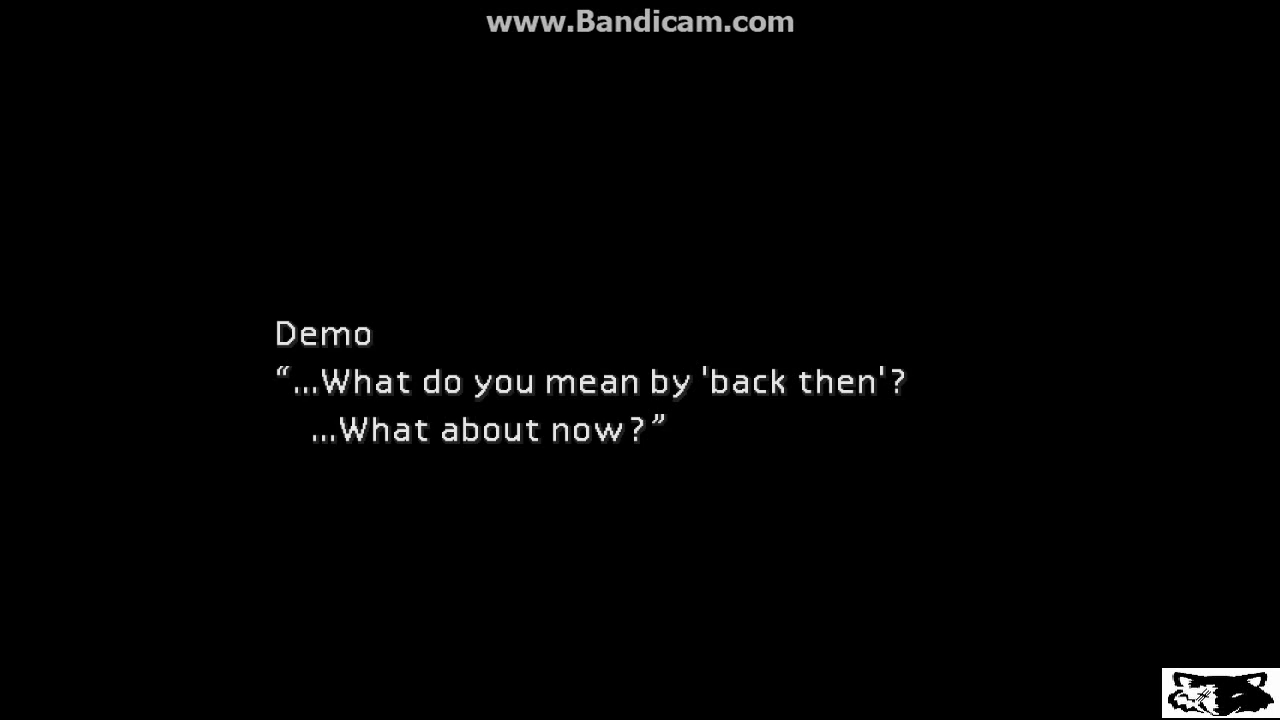 www.Bandicam.com
Demo
“...What do you mean by 'back then'?
...What about now?”